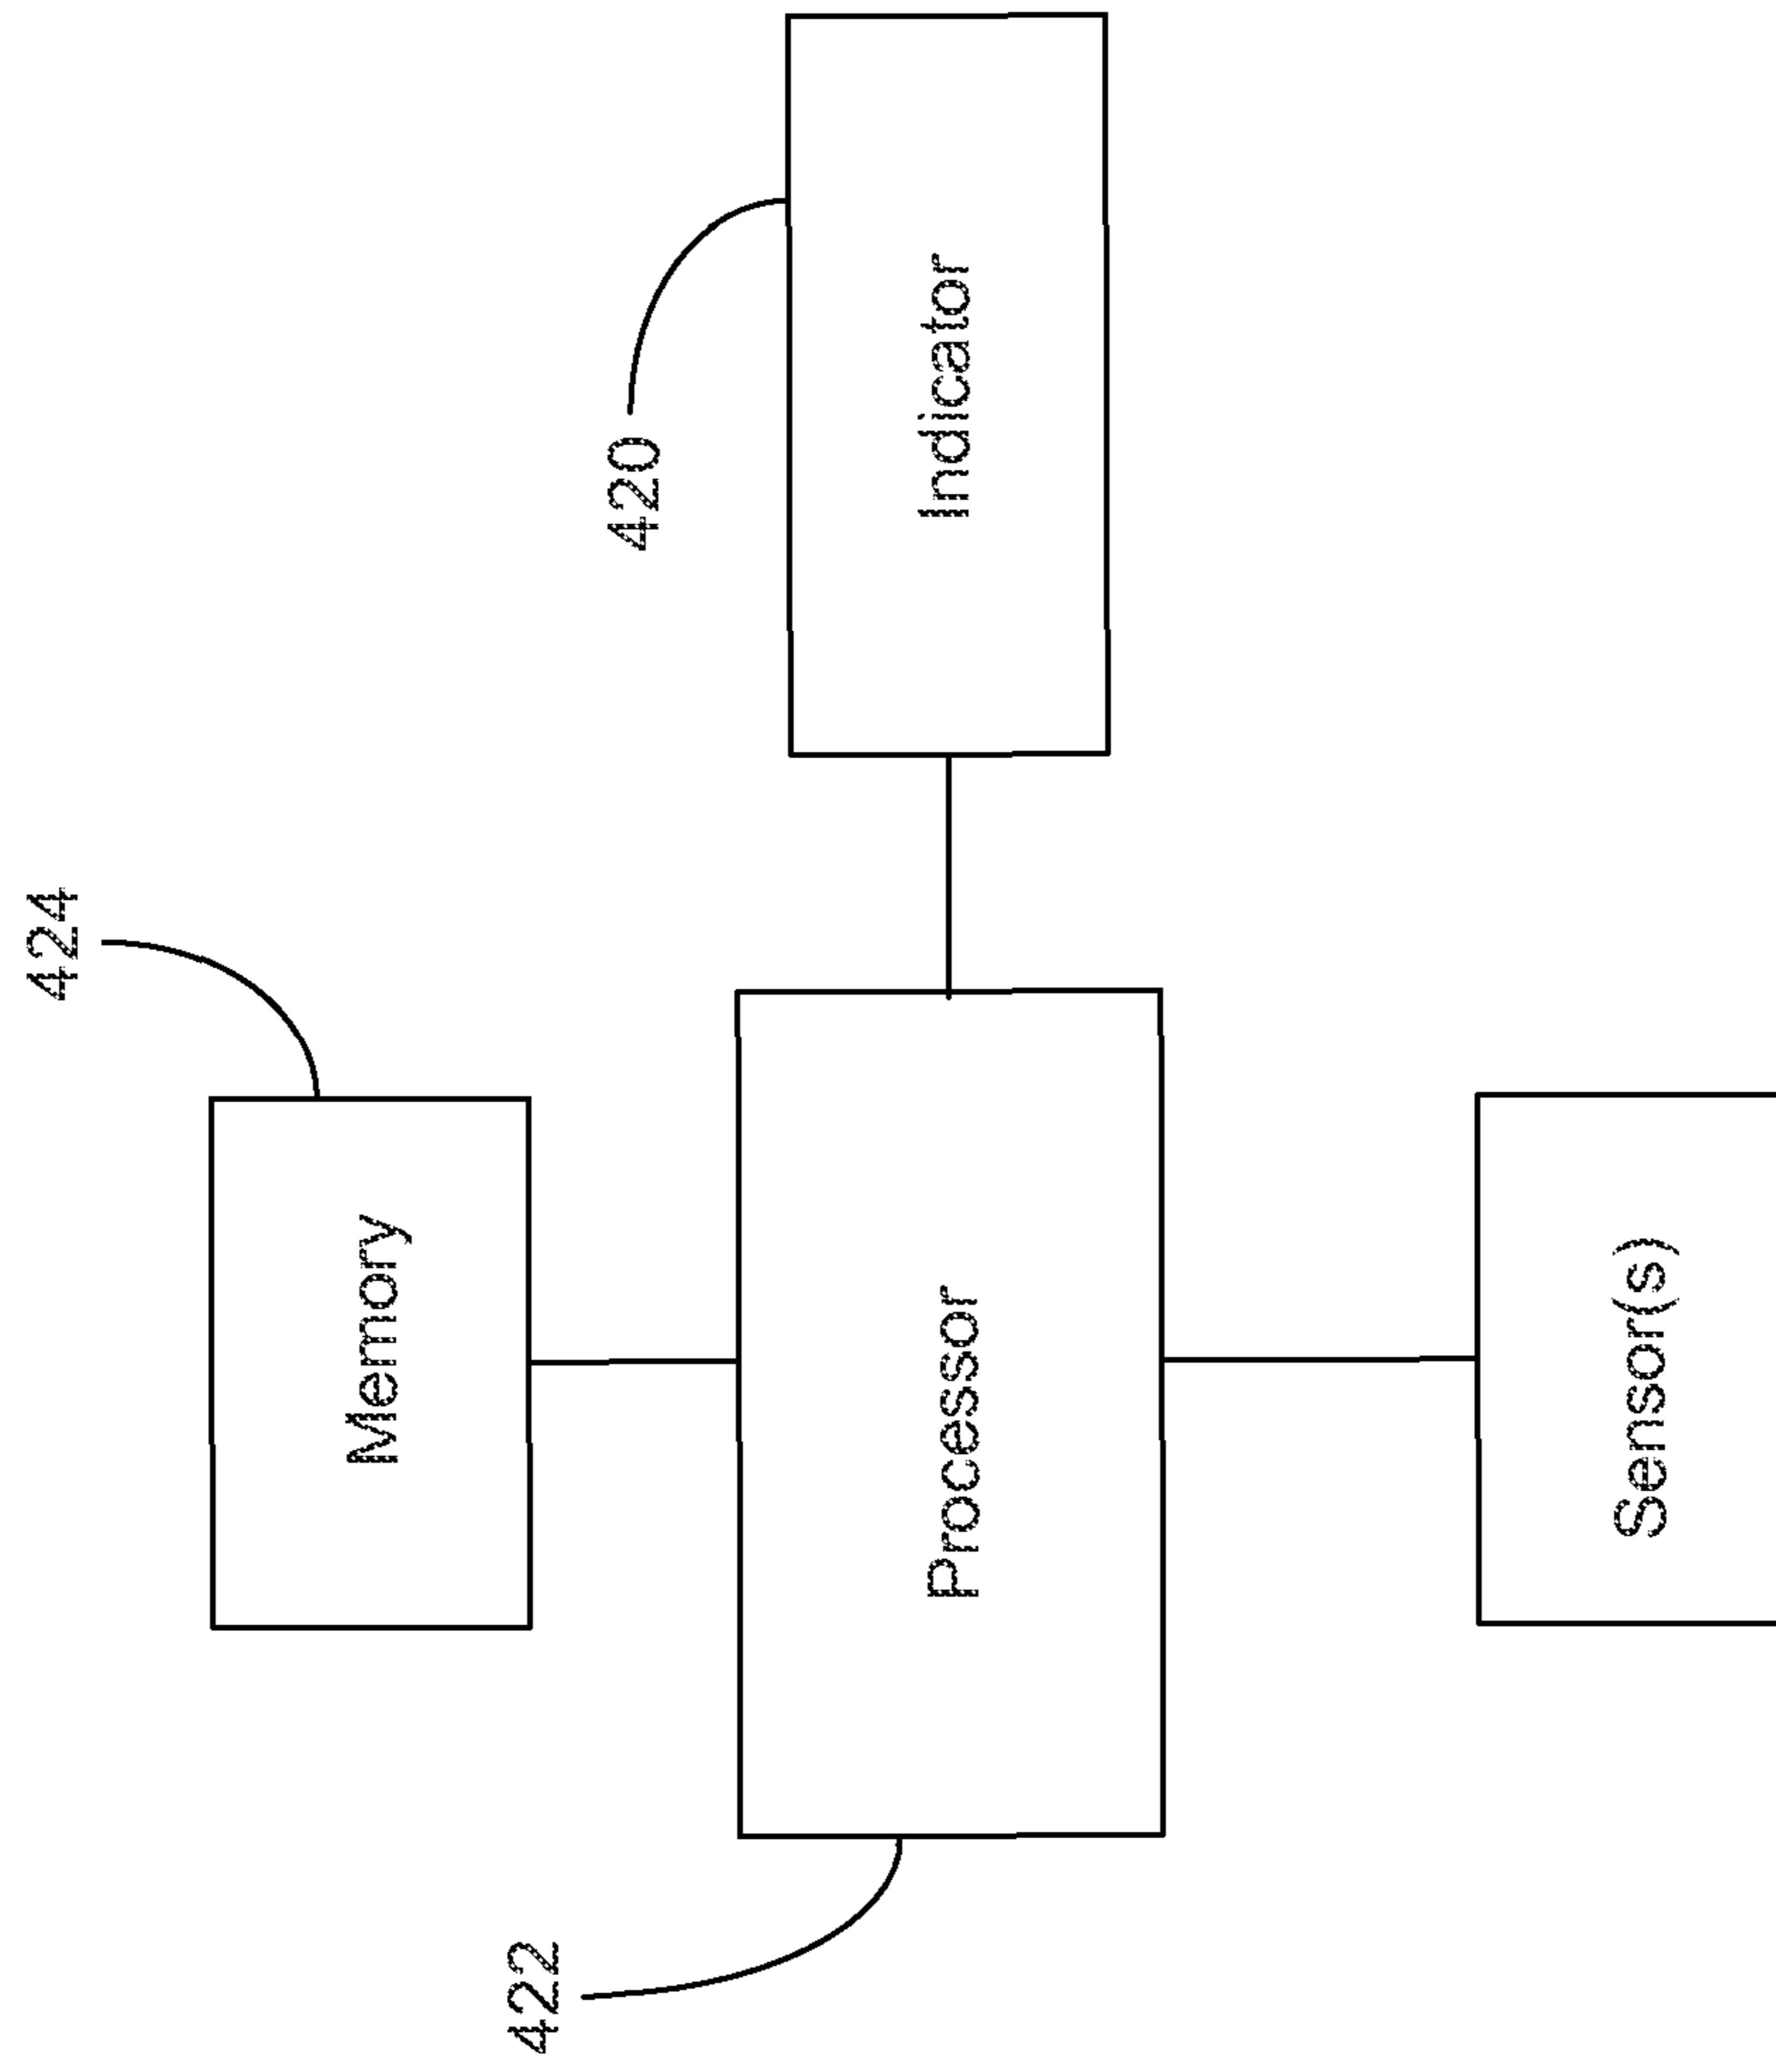 424
Memory
420
422
Processor
Indicator
Sensor(s)